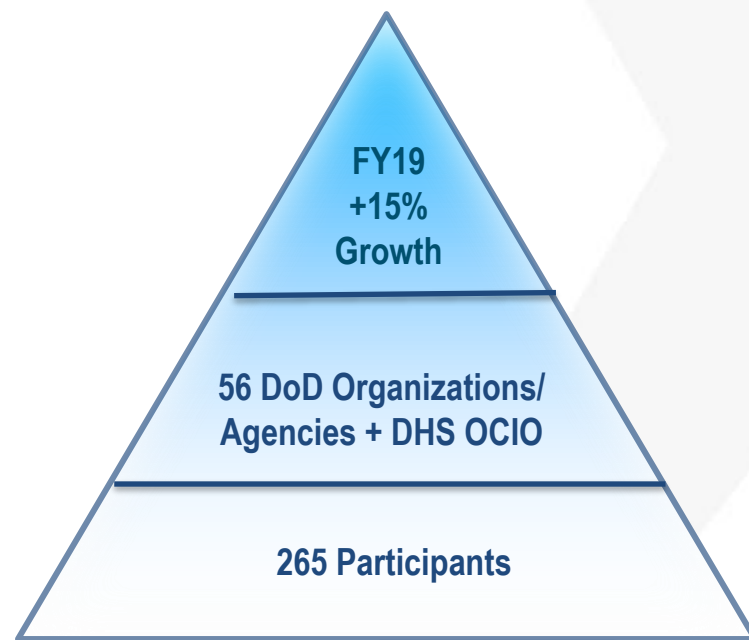 FY19
+15%
Growth
56 DoD Organizations/
Agencies + DHS OCIO
265 Participants